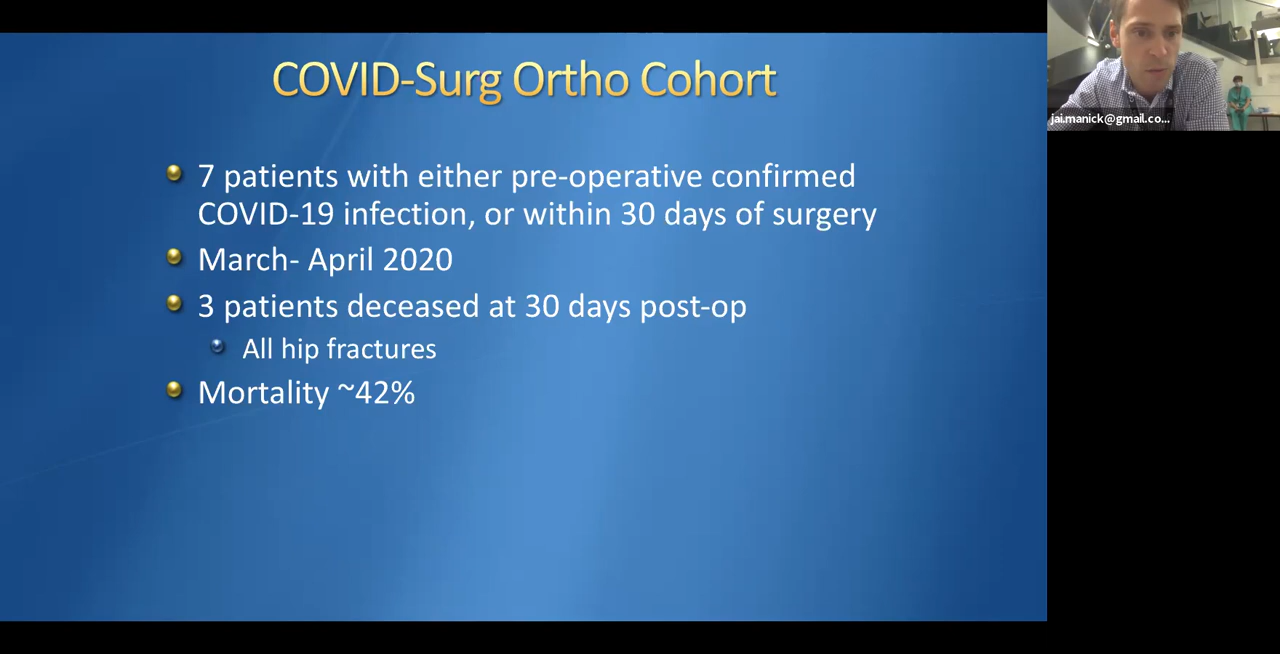 COVID-Surg Ortho Cohort
7 patients with either pre-operative confirmed
COVID-19 infection, or within 30 days of surgery
March- April 2020
3 patients deceased at 30 days post-op
All hip fractures
Mortality ~42%
jai.manick@gmail.co...